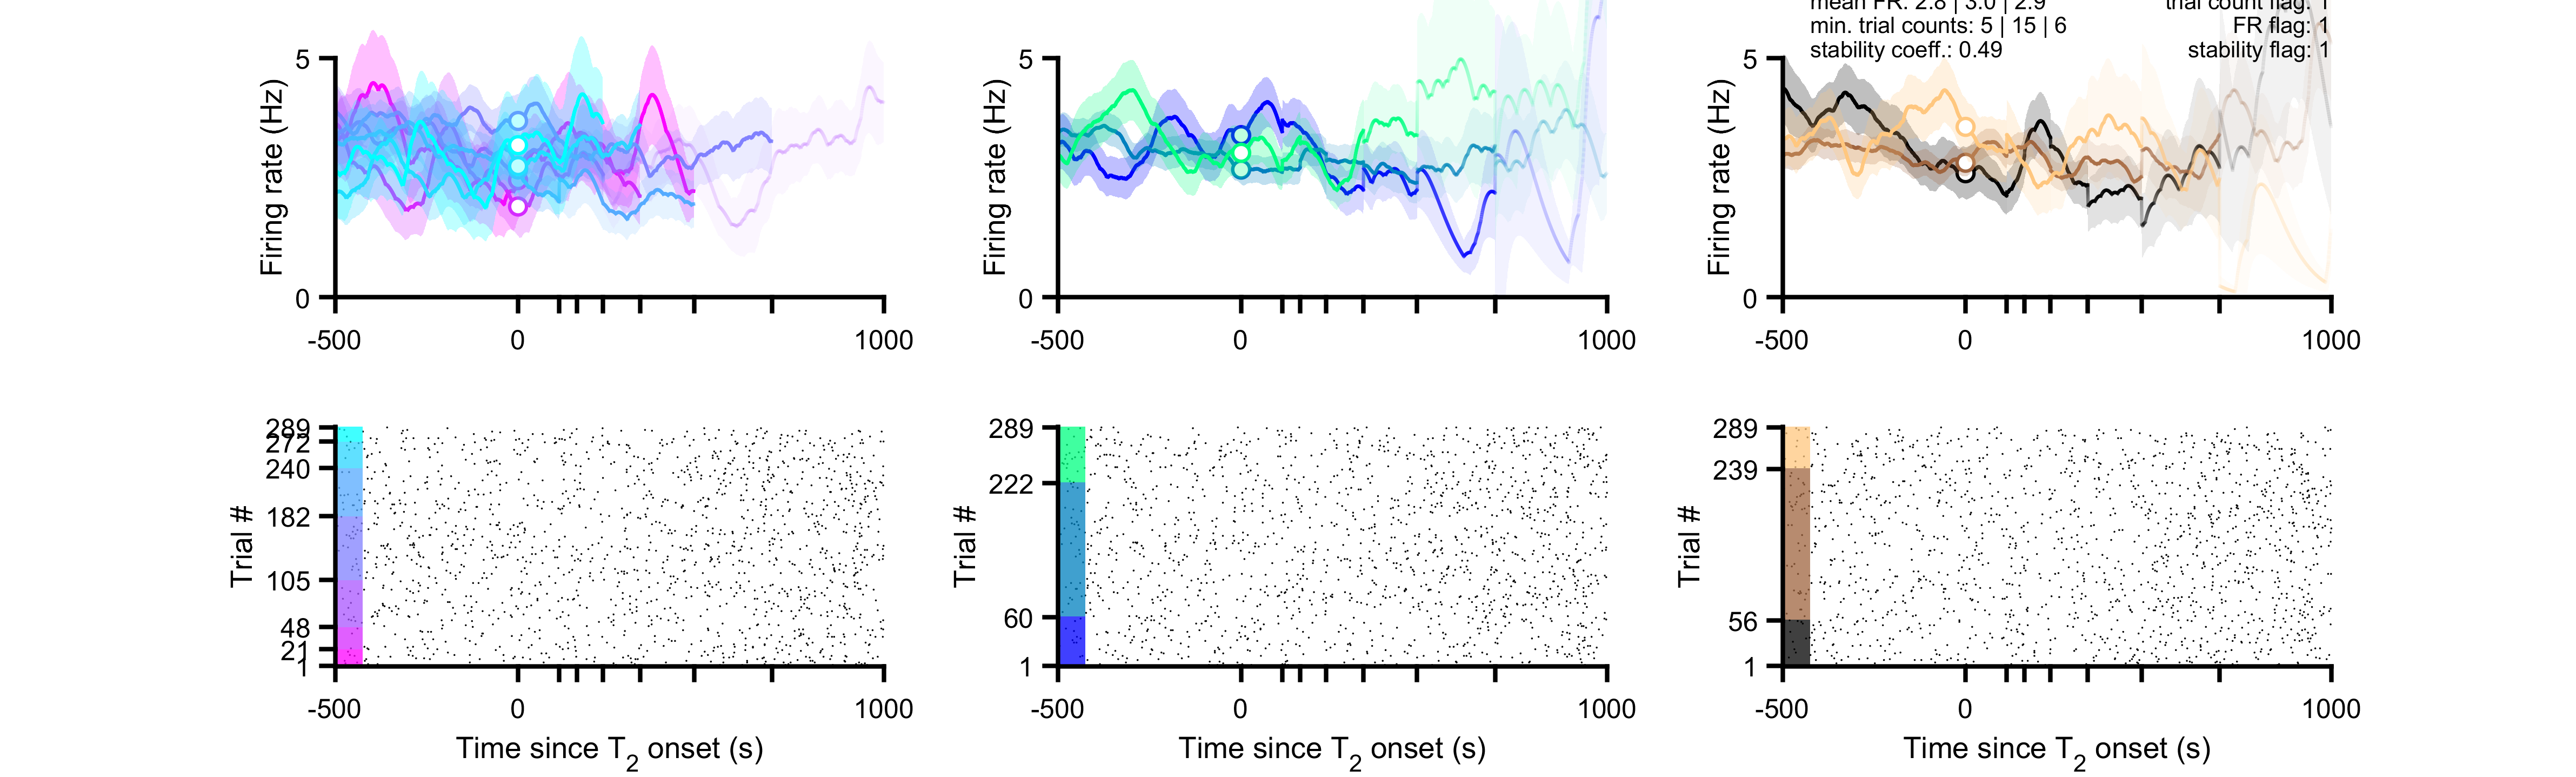 mean FR: 2.8 | 3.0 | 2.9
trial count flag: 1
min. trial counts: 5 | 15 | 6
FR flag: 1
stability coeff.: 0.49
stability flag: 1
5
0
Firing rate (Hz)
-500
0
1000
5
0
Firing rate (Hz)
-500
0
1000
5
0
Firing rate (Hz)
-500
0
1000
289
272
240
182
105
48
21
1
Trial #
-500
0
1000
Time since T2 onset (s)
289
222
60
1
Trial #
-500
0
1000
Time since T2 onset (s)
289
239
56
1
Trial #
-500
0
1000
Time since T2 onset (s)